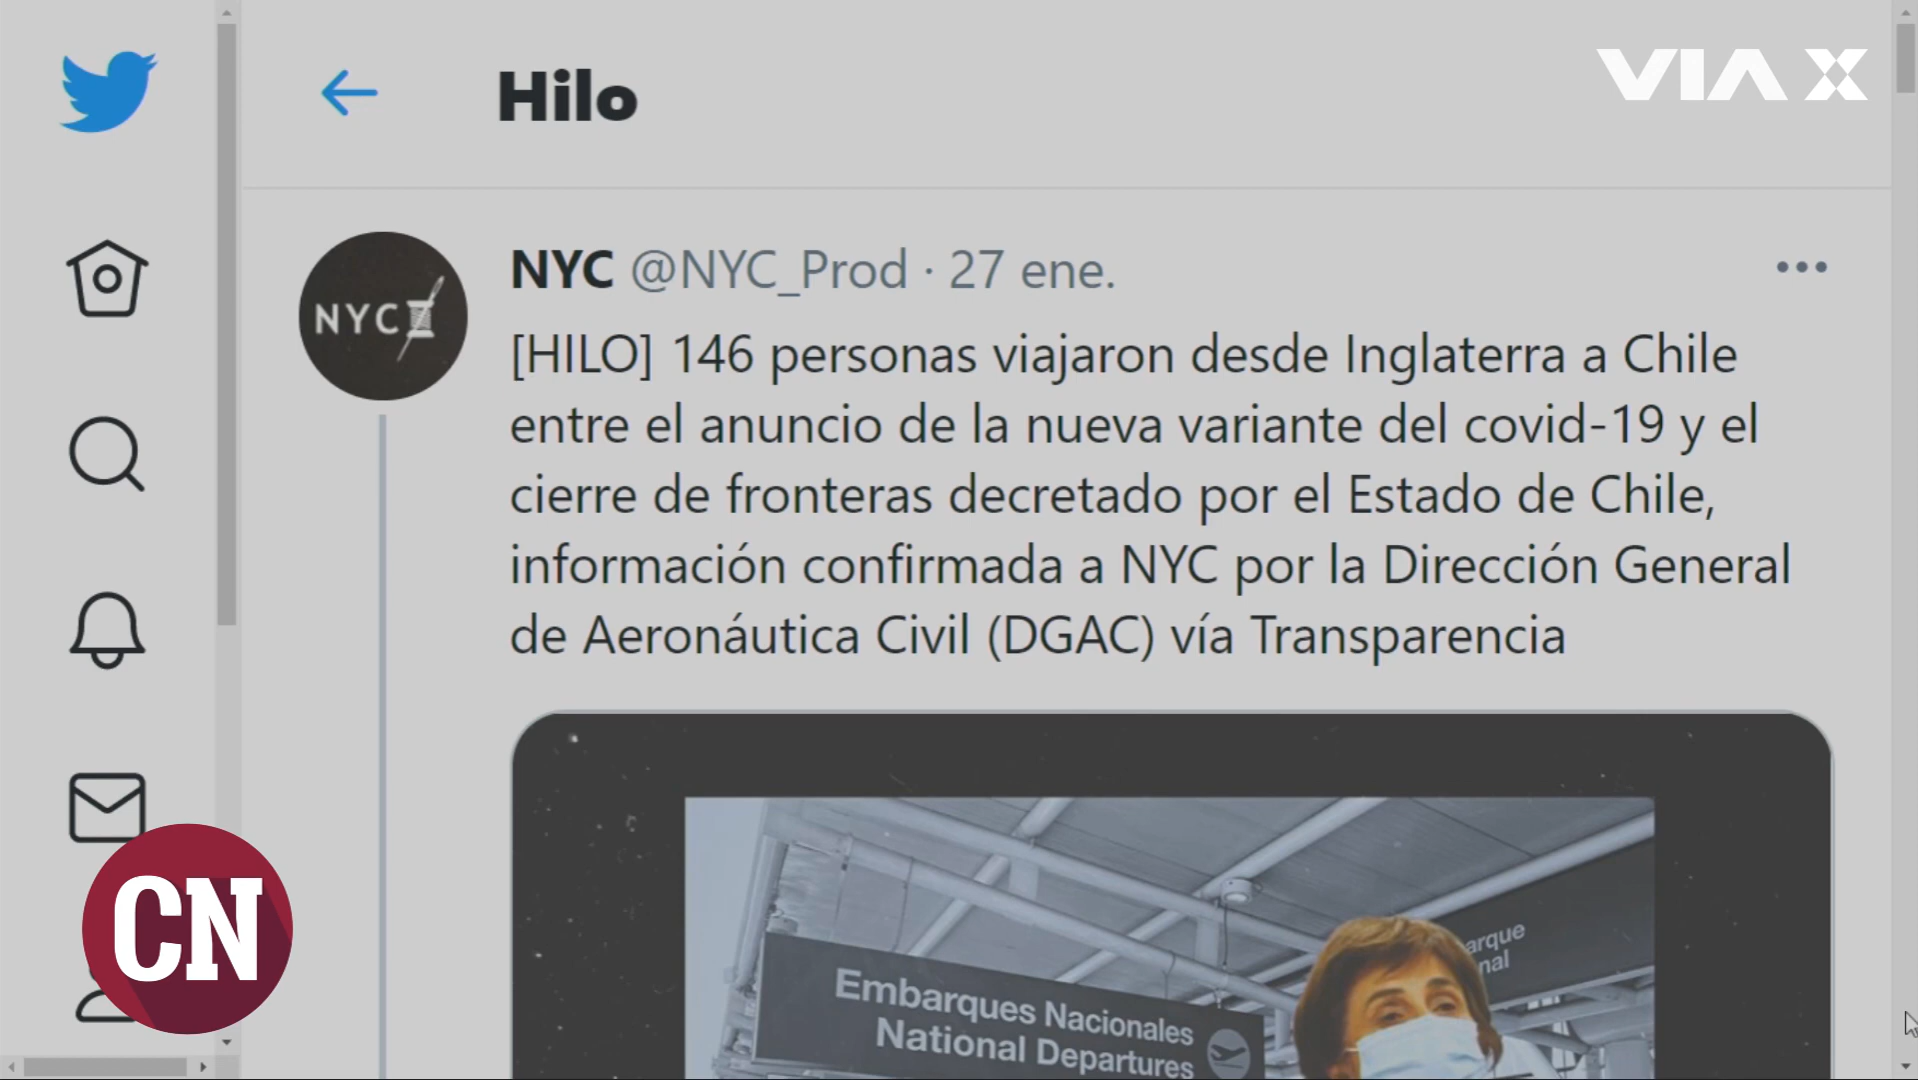 Hilo
VIA X
NYC
NYC @NYC_Prod · 27 ene.
[HILO] 146 personas viajaron desde Inglaterra a Chile
entre el anuncio de la nueva variante del covid-19 y el
cierre de fronteras decretado por el Estado de Chile,
información confirmada a NYC por la Dirección General
de Aeronáutica Civil (DGAC) vía Transparencia
arque
nal
Embarques Nacionales
National Departures
CN